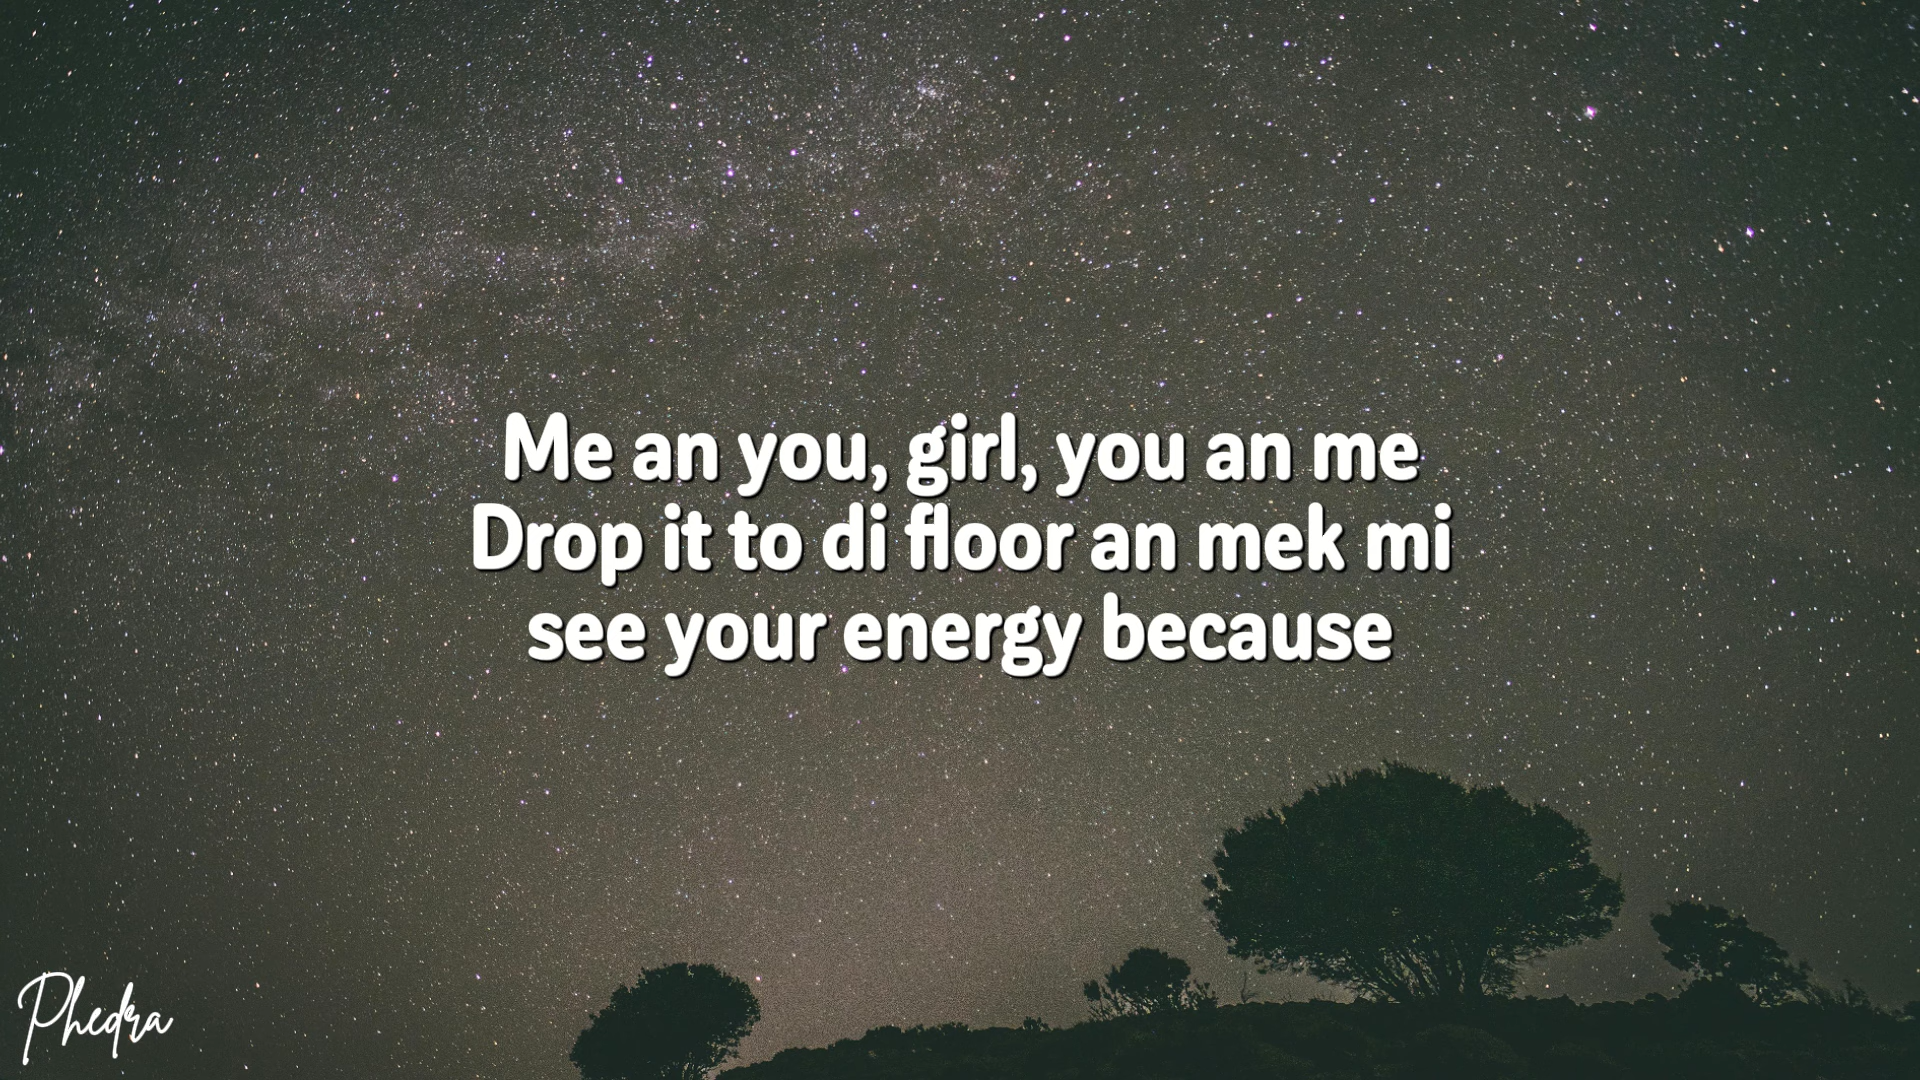 Me an you, girl, you an me
Drop it to di floor an mek mi
see your energy because
Phedra